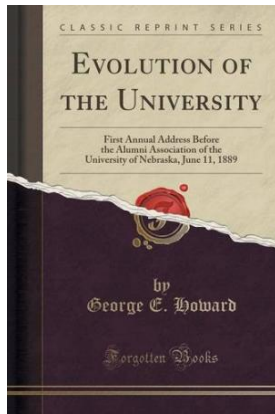 CLASSIC REPRINT SERIES
EVOLUTION OF
THE UNIVERSITY
First Annual Address Before
the Alumni Association of the
University of Nebraska, June 11, 1889
by
George E. Howard
Forgotten Books